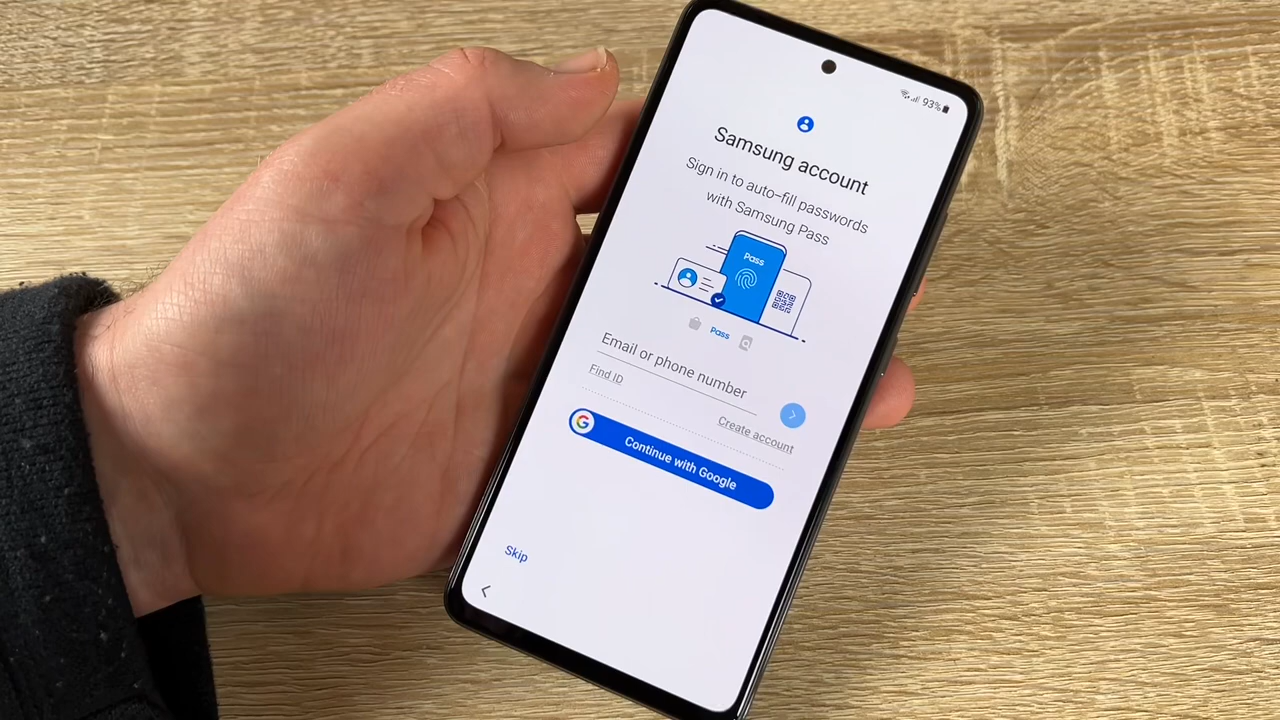 93%
Samsung account
Sign in to auto-fill passwords
with Samsung Pass
Pass
Pass
Email or phone number
Find ID
Create account
G
Continue with Google
Skip